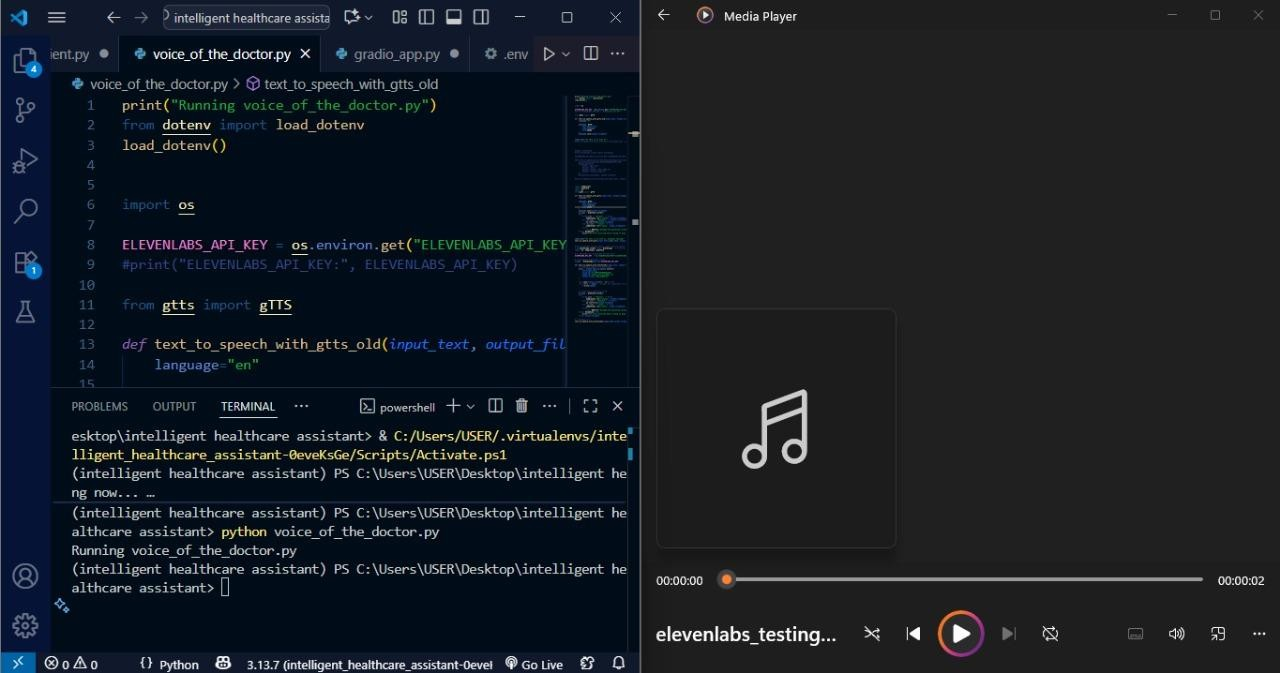 intelligent healthcare assista
ent.py
voice_of_the_doctor.py
gradio_app.py
.env
voice_of_the_doctor.py > text_to_speech_with_gtts_old
1 print("Running voice_of_the_doctor.py")
2 from dotenv import load_dotenv
3 load_dotenv()
4
5
6 import os
7
8 ELEVENLABS_API_KEY = os.environ.get("ELEVENLABS_API_KEY
9 #print("ELEVENLABS_API_KEY:", ELEVENLABS_API_KEY)
10
11 from gtts import gTTS
12
13 def text_to_speech_with_gtts_old(input_text, output_fil
14 language="en"
15
PROBLEMS OUTPUT TERMINAL ··· powershell
esktop\intelligent healthcare assistant> & C:/Users/USER/.virtualenvs/inte
lligent_healthcare_assistant-0eveKsGe/Scripts/Activate.ps1
(intelligent healthcare assistant) PS C:\Users\USER\Desktop\intelligent he
ng now... …
(intelligent healthcare assistant) PS C:\Users\USER\Desktop\intelligent he
althcare assistant> python voice_of_the_doctor.py
Running voice_of_the_doctor.py
(intelligent healthcare assistant) PS C:\Users\USER\Desktop\intelligent he
althcare assistant>
4
1
0 0 {} Python 3.13.7 (intelligent_healthcare_assistant-0evel Go Live
Media Player
00:00:00 00:00:02
elevenlabs_testing...